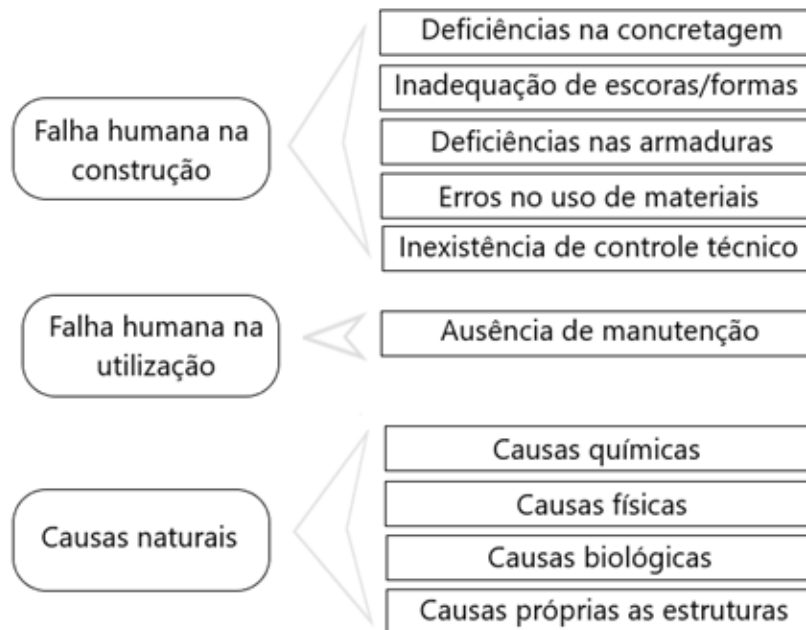 Falha humana na
construção
Deficiências na concretagem
Inadequação de escoras/formas
Deficiências nas armaduras
Erros no uso de materiais
Inexistência de controle técnico
Falha humana na
utilização
Ausência de manutenção
Causas naturais
Causas químicas
Causas físicas
Causas biológicas
Causas próprias as estruturas